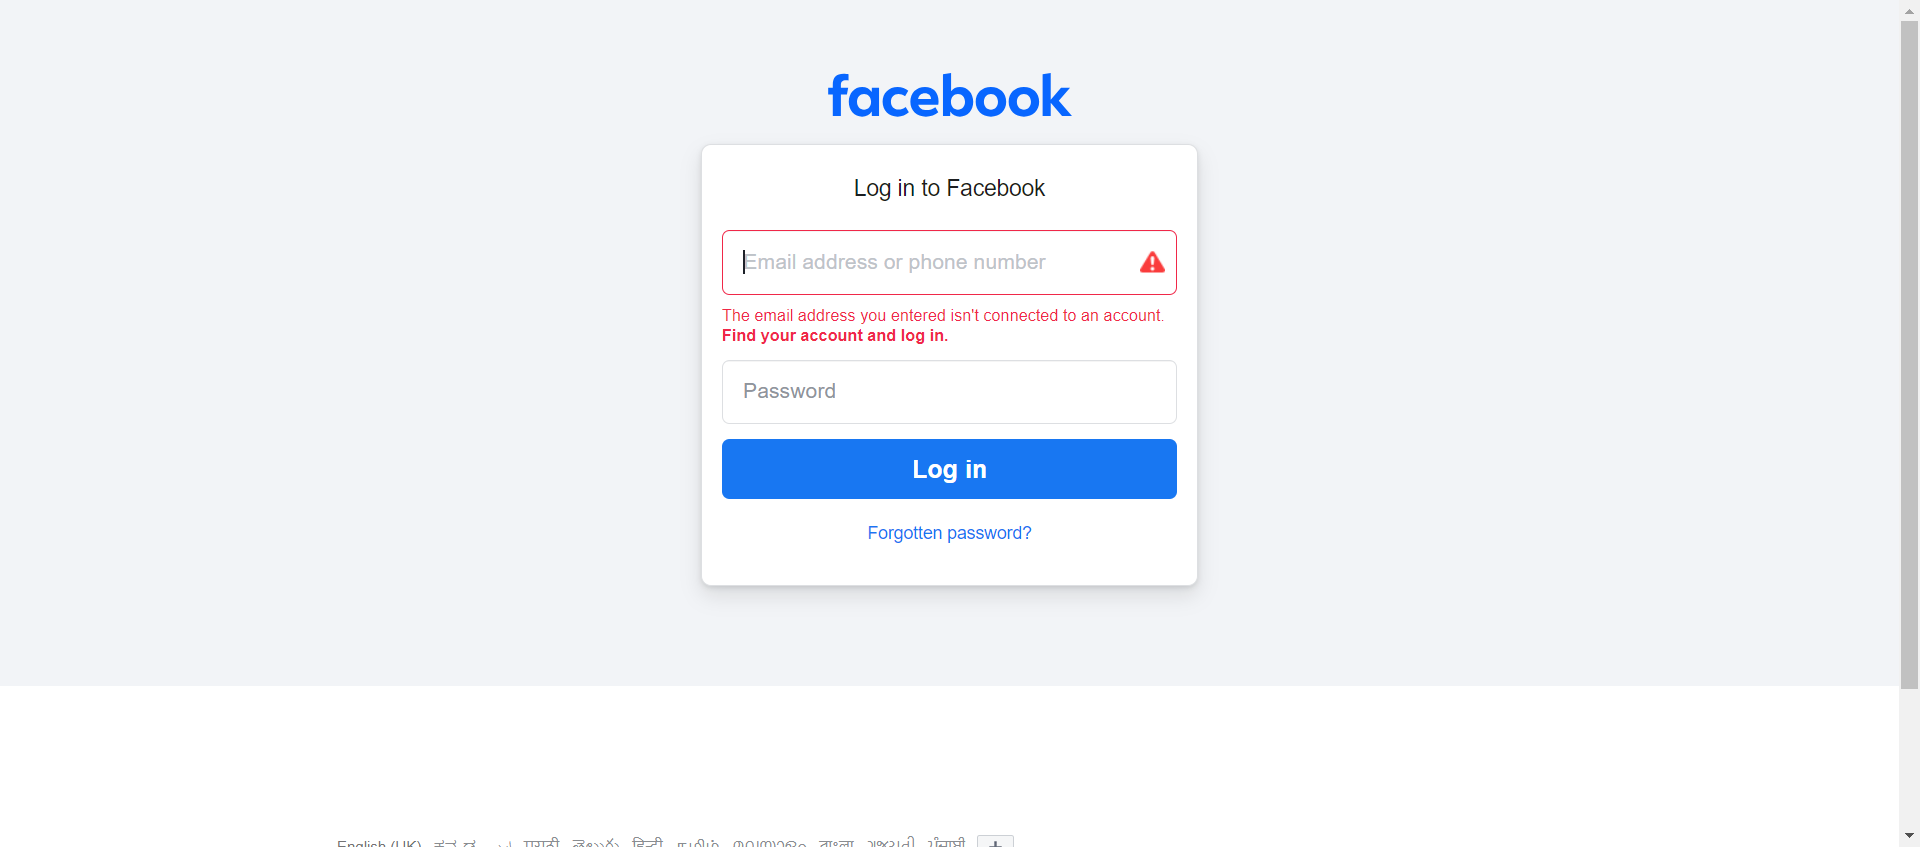 facebook
Log in to Facebook
Email address or phone number
The email address you entered isn't connected to an account.
Find your account and log in.
Password
Log in
Forgotten password?
English (UK) ಕನ್ನಡ اردو मराठी తెలుగు हिन्दी தமிழ் മലയാളം বাংলা ગુજરાતી ਪੰਜਾਬੀ +